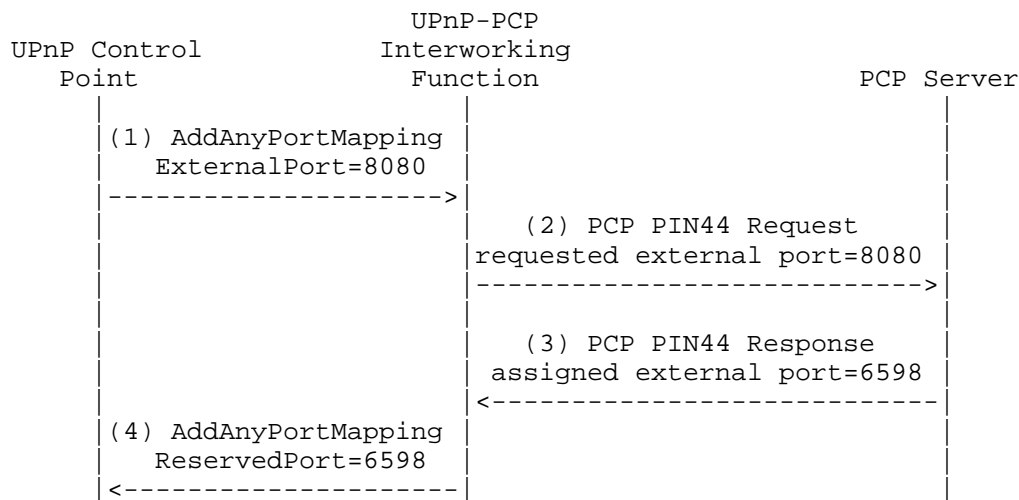 UPnP-PCP
UPnP Control Interworking
Point Function PCP Server
(1) AddAnyPortMapping
ExternalPort=8080
(2) PCP PIN44 Request
requested external port=8080
(3) PCP PIN44 Response
assigned external port=6598
(4) AddAnyPortMapping
ReservedPort=6598